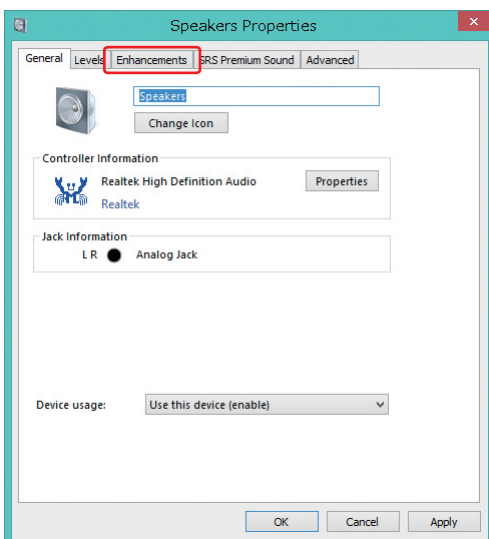 Speakers Properties
General Levels Enhancements SRS Premium Sound Advanced
Speakers
Change Icon
Controller Information
Realtek High Definition Audio Properties
Realtek
Jack Information
L R Analog Jack
Device usage: Use this device (enable)
OK Cancel Apply